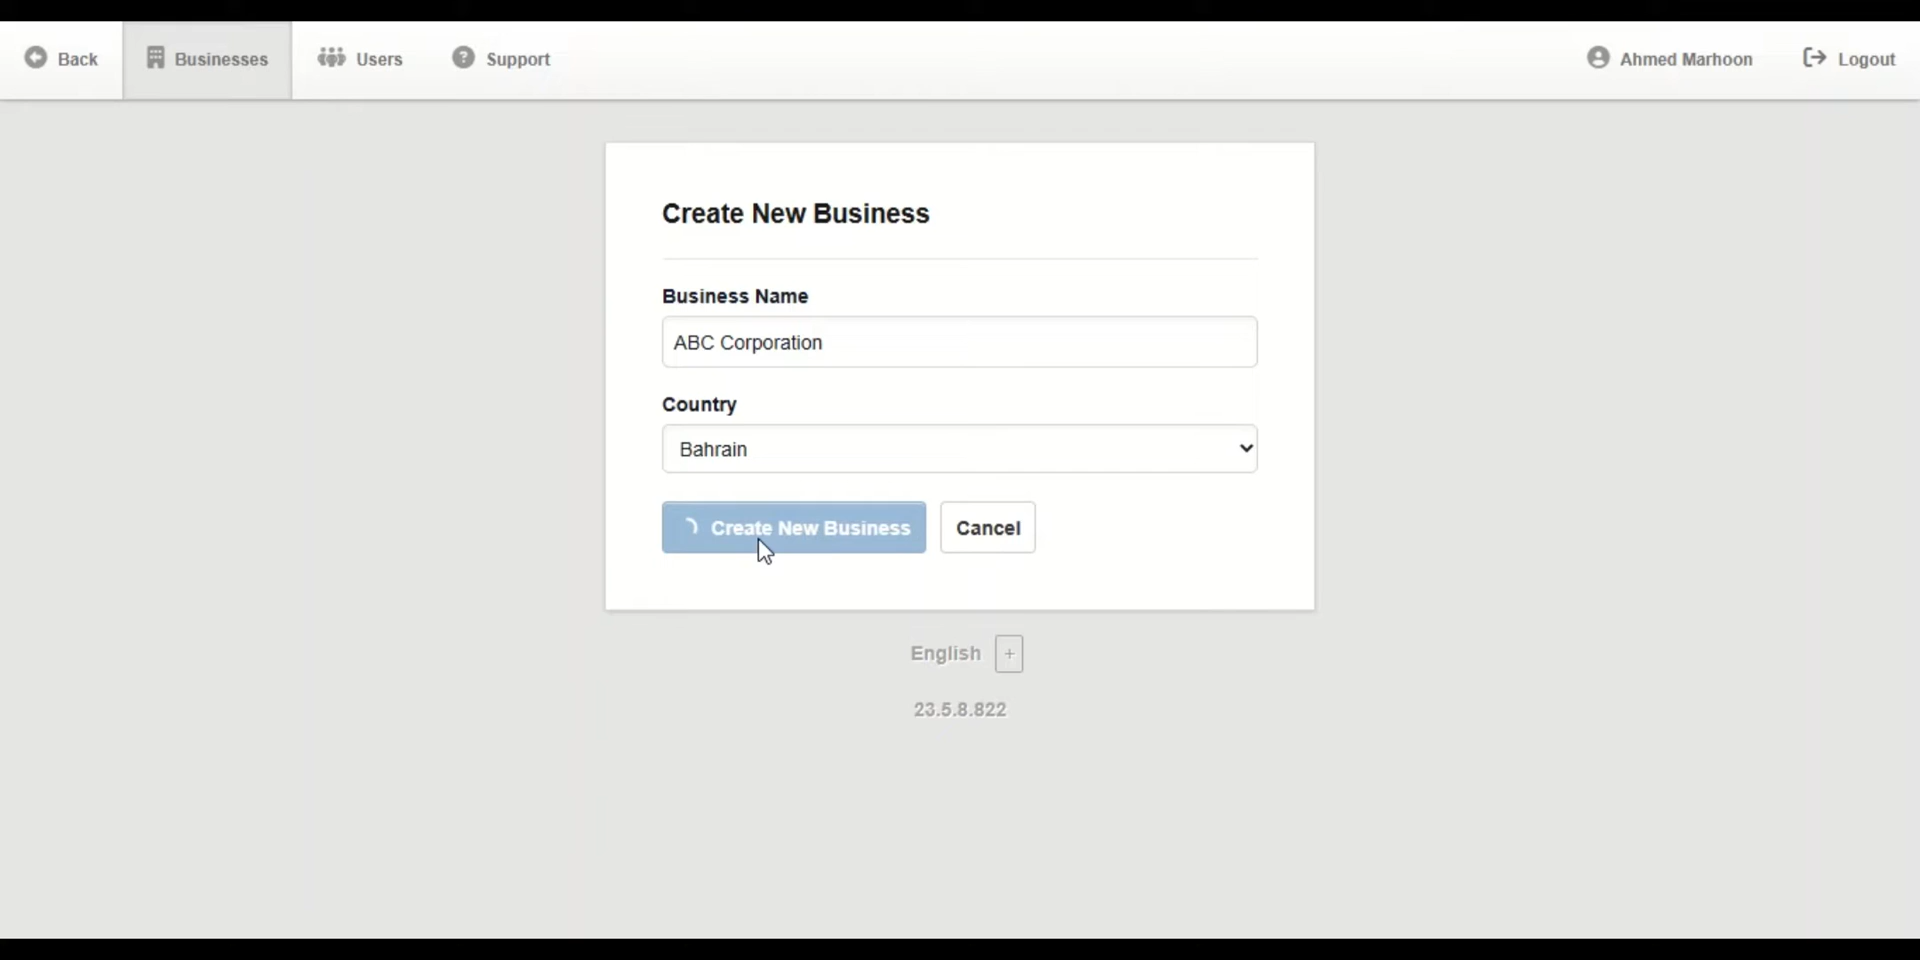 Back Businesses Users Support Ahmed Marhoon Logout
Create New Business
Business Name
ABC Corporation
Country
Bahrain
Create New Business Cancel
English +
23.5.8.822